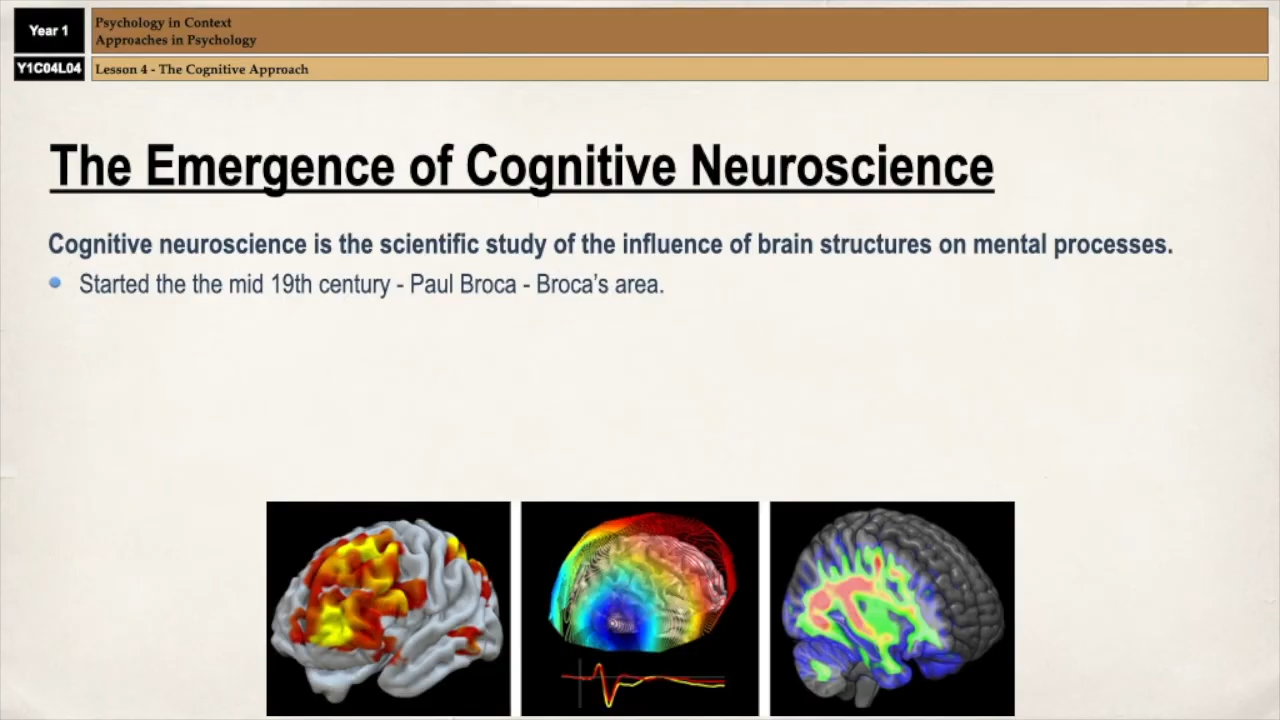 Year 1
Psychology in Context
Approaches in Psychology
Y1C04L04
Lesson 4 - The Cognitive Approach
The Emergence of Cognitive Neuroscience
Cognitive neuroscience is the scientific study of the influence of brain structures on mental processes.
Started the the mid 19th century - Paul Broca - Broca’s area.